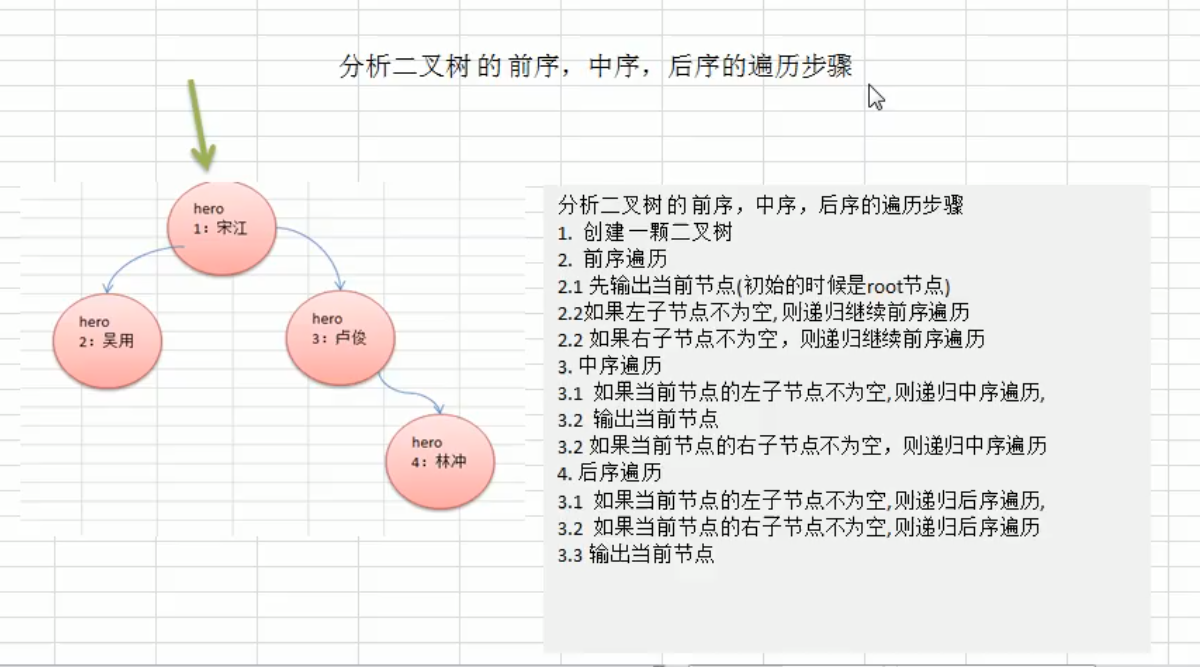 分析二叉树 的 前序，中序，后序的遍历步骤
hero
1：宋江
hero
2：吴用
hero
3：卢俊
hero
4：林冲
分析二叉树 的 前序，中序，后序的遍历步骤
1. 创建 一颗二叉树
2. 前序遍历
2.1 先输出当前节点(初始的时候是root节点)
2.2如果左子节点不为空,则递归继续前序遍历
2.2 如果右子节点不为空，则递归继续前序遍历
3. 中序遍历
3.1 如果当前节点的左子节点不为空,则递归中序遍历,
3.2 输出当前节点
3.2 如果当前节点的右子节点不为空，则递归中序遍历
4. 后序遍历
3.1 如果当前节点的左子节点不为空,则递归后序遍历,
3.2 如果当前节点的右子节点不为空,则递归后序遍历
3.3 输出当前节点